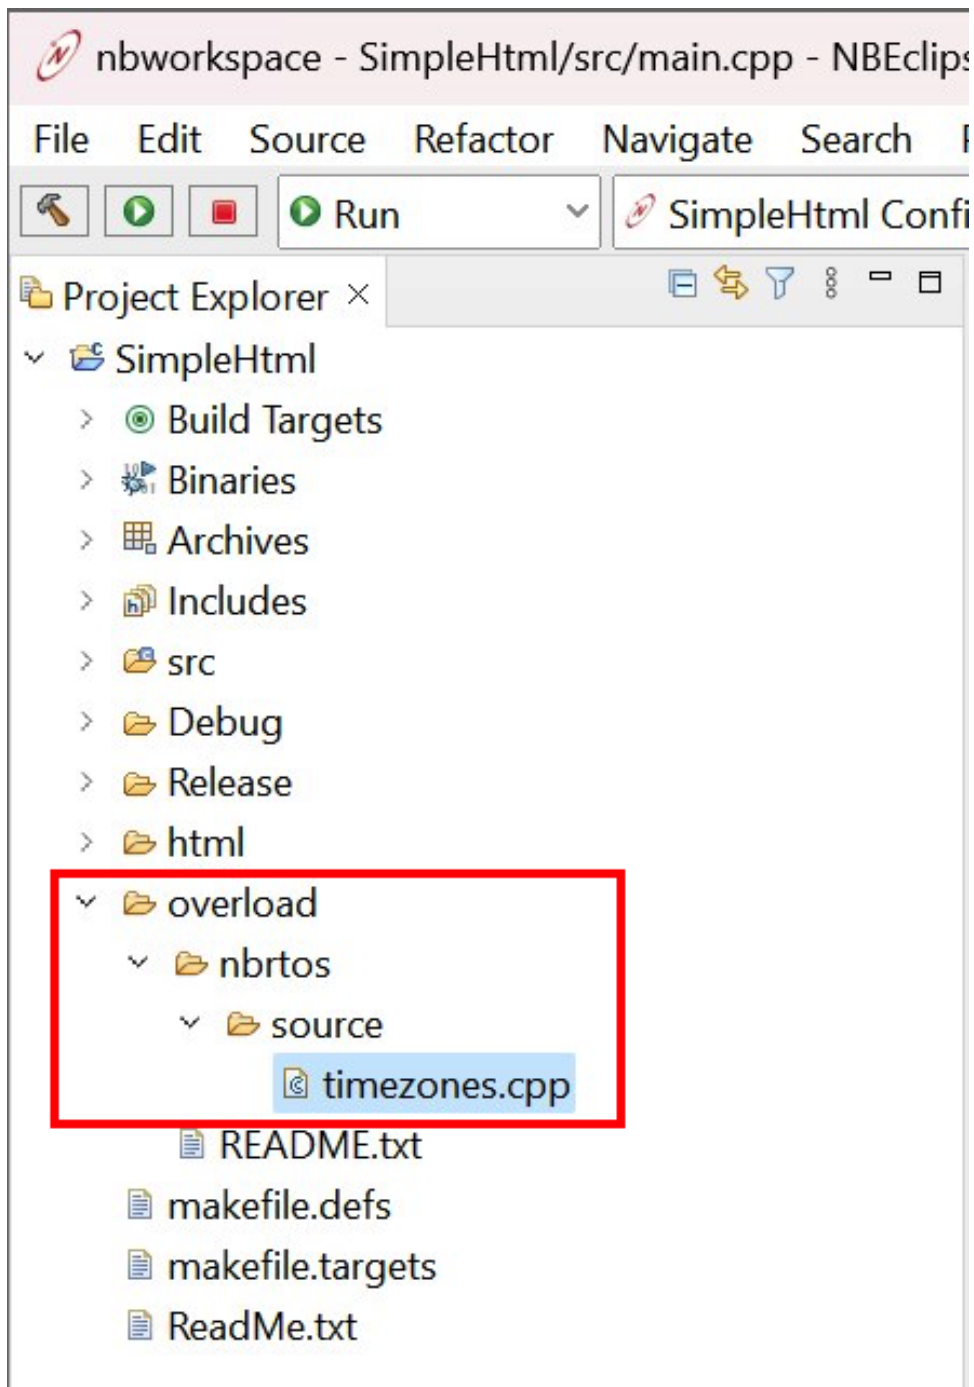 nbworkspace - SimpleHtml/src/main.cpp - NBEclips
File Edit Source Refactor Navigate Search
Run SimpleHtml Confi
Project Explorer
SimpleHtml
Build Targets
Binaries
Archives
Includes
src
Debug
Release
html
overload
nbrtos
source
timezones.cpp
README.txt
makefile.defs
makefile.targets
ReadMe.txt